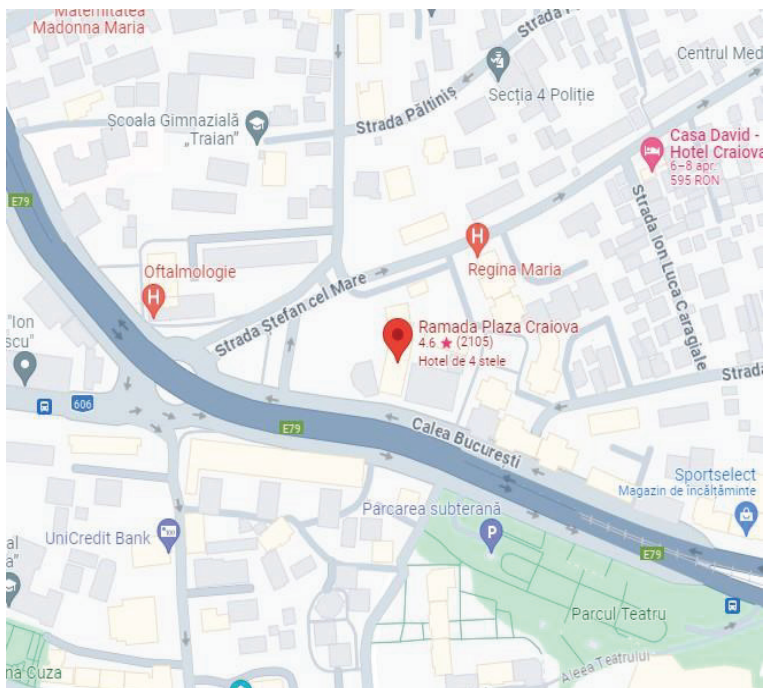 Maternitatea
Madonna Maria
Centrul Med
Secția 4 Poliție
Școala Gimnazială
„Traian”
Strada Păltiniș
Casa David -
Hotel Craiova
6–8 apr.
595 RON
E79
Strada Ion Luca Caragiale
Regina Maria
Oftalmologie
Strada Ștefan cel Mare
"Ion
scu"
Ramada Plaza Craiova
4.6 ★ (2105)
Hotel de 4 stele
Strada
606
E79
Calea București
Sportselect
Magazin de încălțăminte
Parcarea subterană
P
UniCredit Bank
E79
Parcul Teatru
Aleea Teatrului
na Cuza